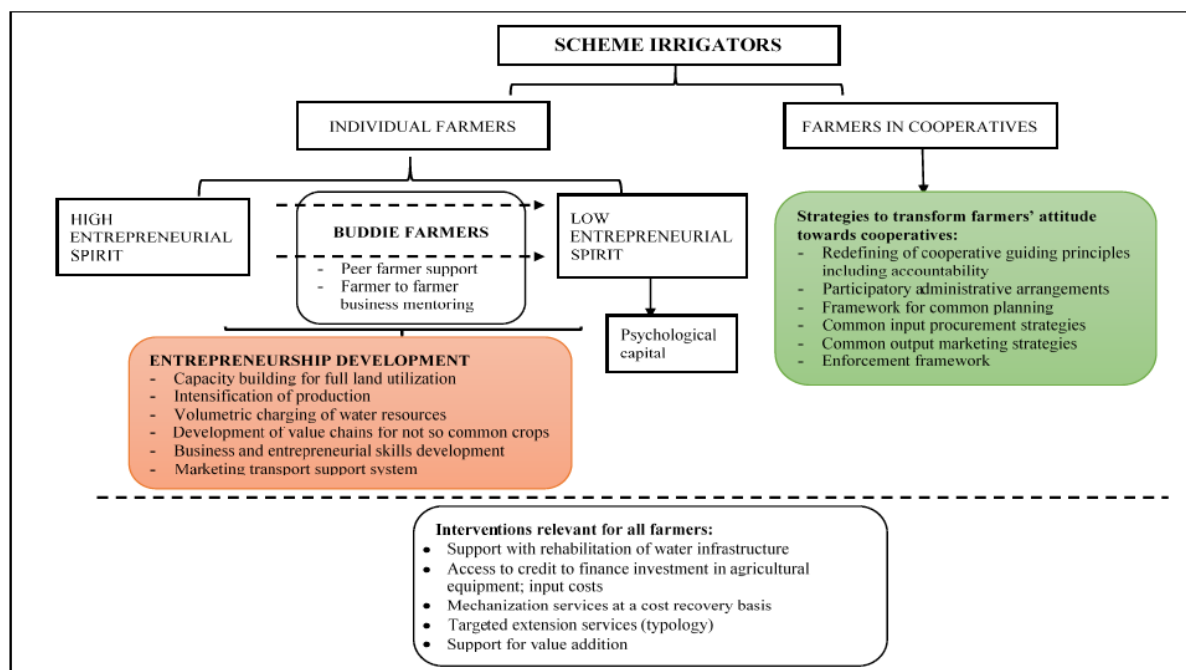 SCHEME IRRIGATORS
INDIVIDUAL FARMERS
FARMERS IN COOPERATIVES
HIGH
ENTREPRENEURIAL
SPIRIT
BUDDIE FARMERS
- Peer farmer support
- Farmer to farmer
business mentoring
LOW
ENTREPRENEURIAL
SPIRIT
Psychological
capital
Strategies to transform farmers' attitude
towards cooperatives:
• Redefining of cooperative guiding principles
including accountability
• Participatory administrative arrangements
• Framework for common planning
• Common input procurement strategies
• Common output marketing strategies
• Enforcement framework
ENTREPRENEURSHIP DEVELOPMENT
- Capacity building for full land utilization
- Intensification of production
- Volumetric charging of water resources
- Development of value chains for not so common crops
- Business and entrepreneurial skills development
- Marketing transport support system
Interventions relevant for all farmers:
• Support with rehabilitation of water infrastructure
• Access to credit to finance investment in agricultural
equipment; input costs
• Mechanization services at a cost recovery basis
• Targeted extension services (typology)
• Support for value addition